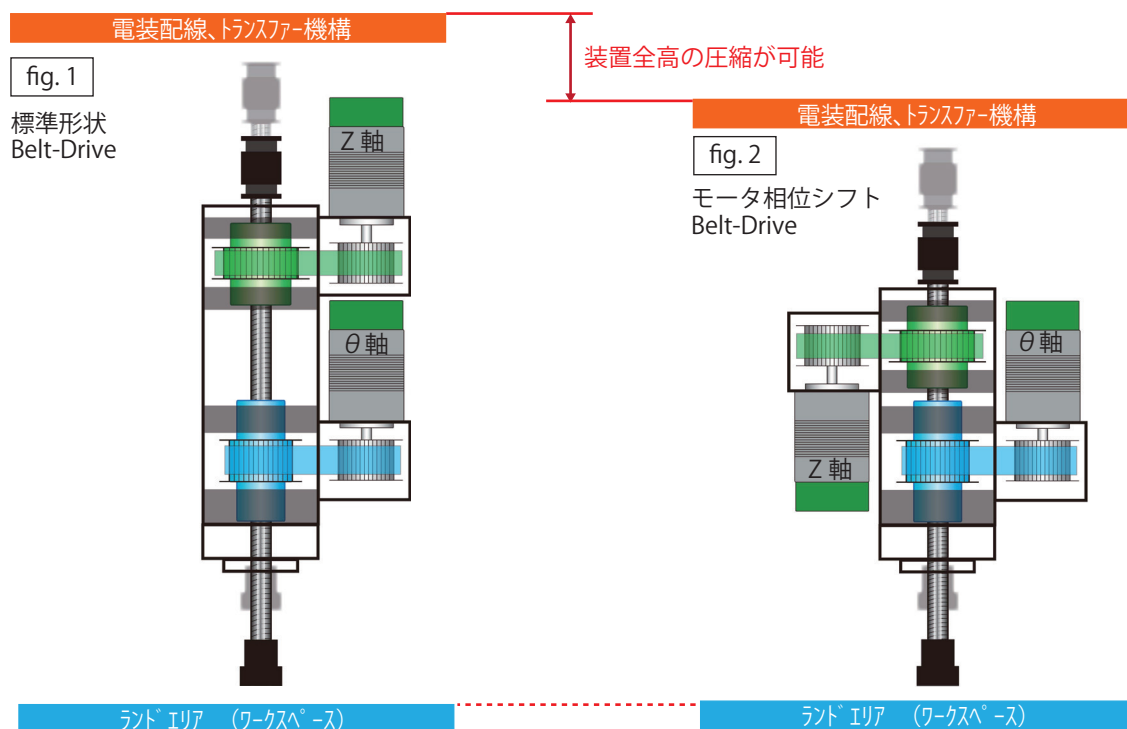 電装配線、トランスファー機構
装置全高の圧縮が可能
fig. 1
標準形状
Belt-Drive
Z 軸
θ 軸
電装配線、トランスファー機構
fig. 2
モータ相位シフト
Belt-Drive
θ 軸
Z 軸
ランドエリア （ワークスペース）
ランドエリア （ワークスペース）